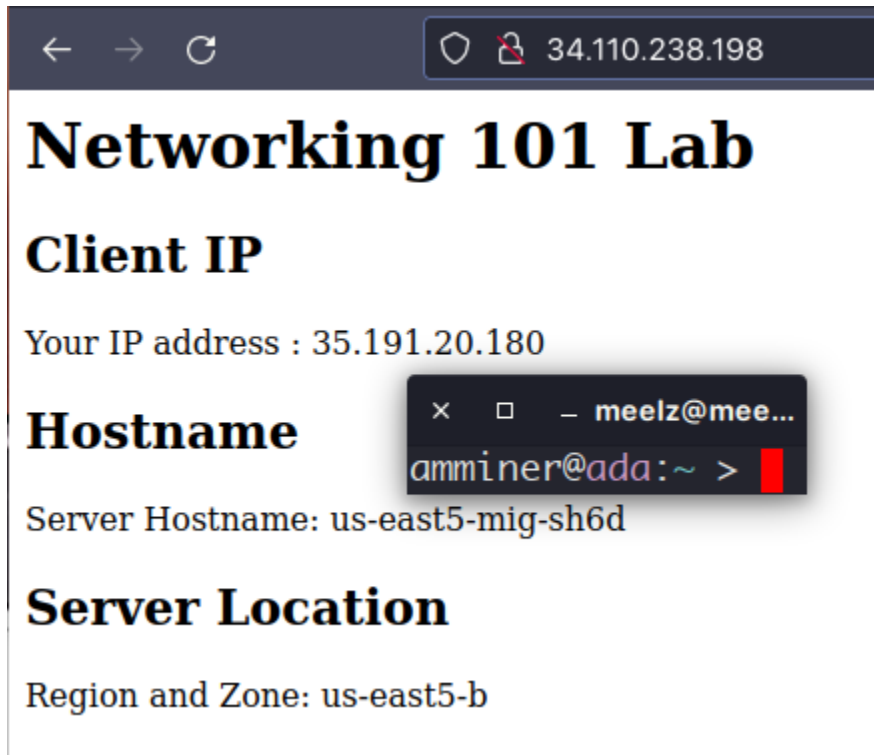 34.110.238.198
Networking 101 Lab
Client IP
Your IP address : 35.191.20.180
meelz@mee...
amminer@ada:~ >
Hostname
Server Hostname: us-east5-mig-sh6d
Server Location
Region and Zone: us-east5-b